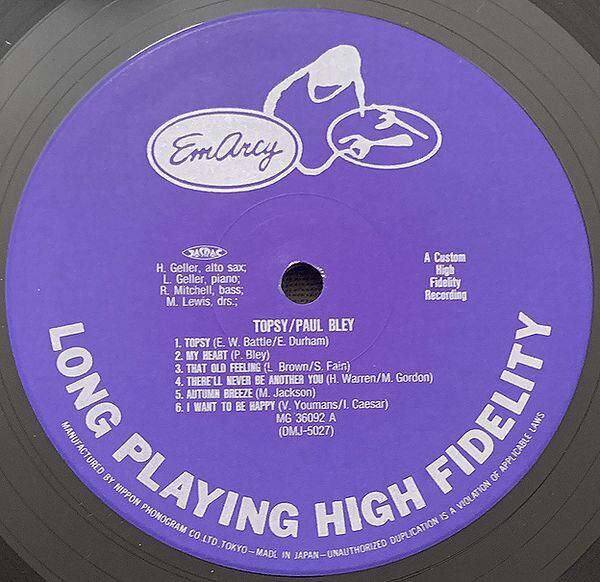 EmArcy
JASRAC
H. Geller, alto sax;
L. Geller, piano;
R. Mitchell, bass;
M. Lewis, drs.;
A Custom
High
Fidelity
Recording
TOPSY/PAUL BLEY
1. TOPSY (E. W. Battle/E. Durham)
2. MY HEART (P. Bley)
3. THAT OLD FEELING (L. Brown/S. Fain)
4. THERE'LL NEVER BE ANOTHER YOU (H. Warren/M. Gordon)
5. AUTUMN BREEZE (M. Jackson)
6. I WANT TO BE HAPPY (V. Youmans/I. Caesar)
MG 36092 A
(DMJ-5027)
LONG PLAYING HIGH FIDELITY
MANUFACTURED BY NIPPON PHONOGRAM CO. LTD. TOKYO–MADE IN JAPAN–UNAUTHORIZED DUPLICATION IS A VIOLATION OF APPLICABLE LAWS